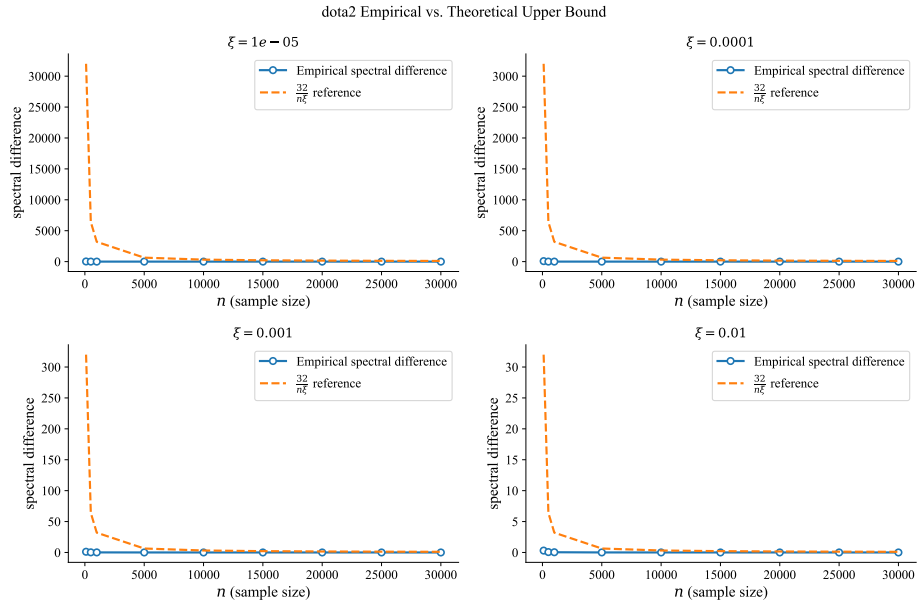 dota2 Empirical vs. Theoretical Upper Bound
ξ = 1e − 05
spectral difference
30000
25000
20000
15000
10000
5000
0
Empirical spectral difference
32/nξ reference
0 5000 10000 15000 20000 25000 30000
n (sample size)
ξ = 0.0001
spectral difference
3000
2500
2000
1500
1000
500
0
Empirical spectral difference
32/nξ reference
0 5000 10000 15000 20000 25000 30000
n (sample size)
ξ = 0.001
spectral difference
300
250
200
150
100
50
0
Empirical spectral difference
32/nξ reference
0 5000 10000 15000 20000 25000 30000
n (sample size)
ξ = 0.01
spectral difference
30
25
20
15
10
5
0
Empirical spectral difference
32/nξ reference
0 5000 10000 15000 20000 25000 30000
n (sample size)